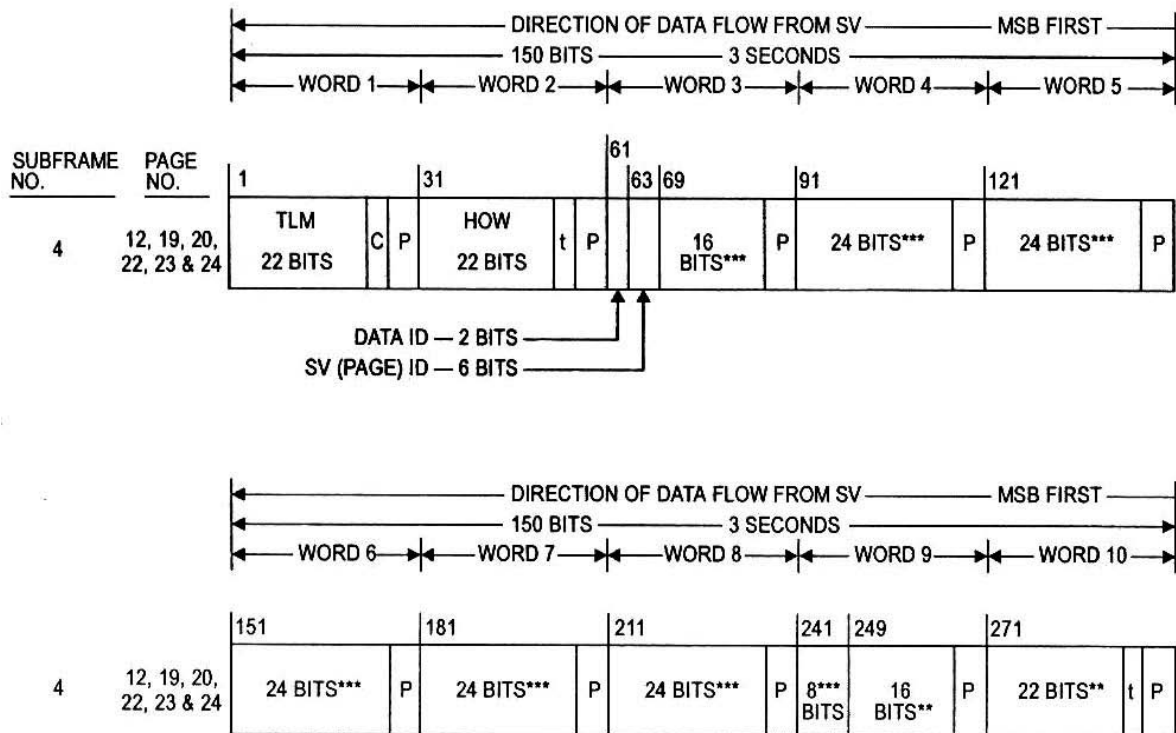 DIRECTION OF DATA FLOW FROM SV MSB FIRST
150 BITS 3 SECONDS
WORD 1 WORD 2 WORD 3 WORD 4 WORD 5
61
SUBFRAME NO. PAGE NO. 1 31 63 69 91 121
4 12, 19, 20, 22, 23 & 24 TLM 22 BITS C P HOW 22 BITS t P 16 BITS*** P 24 BITS*** P 24 BITS*** P
DATA ID — 2 BITS
SV (PAGE) ID — 6 BITS
DIRECTION OF DATA FLOW FROM SV MSB FIRST
150 BITS 3 SECONDS
WORD 6 WORD 7 WORD 8 WORD 9 WORD 10
151 181 211 241 249 271
4 12, 19, 20, 22, 23 & 24 24 BITS*** P 24 BITS*** P 24 BITS*** P 8*** BITS 16 BITS** P 22 BITS** t P